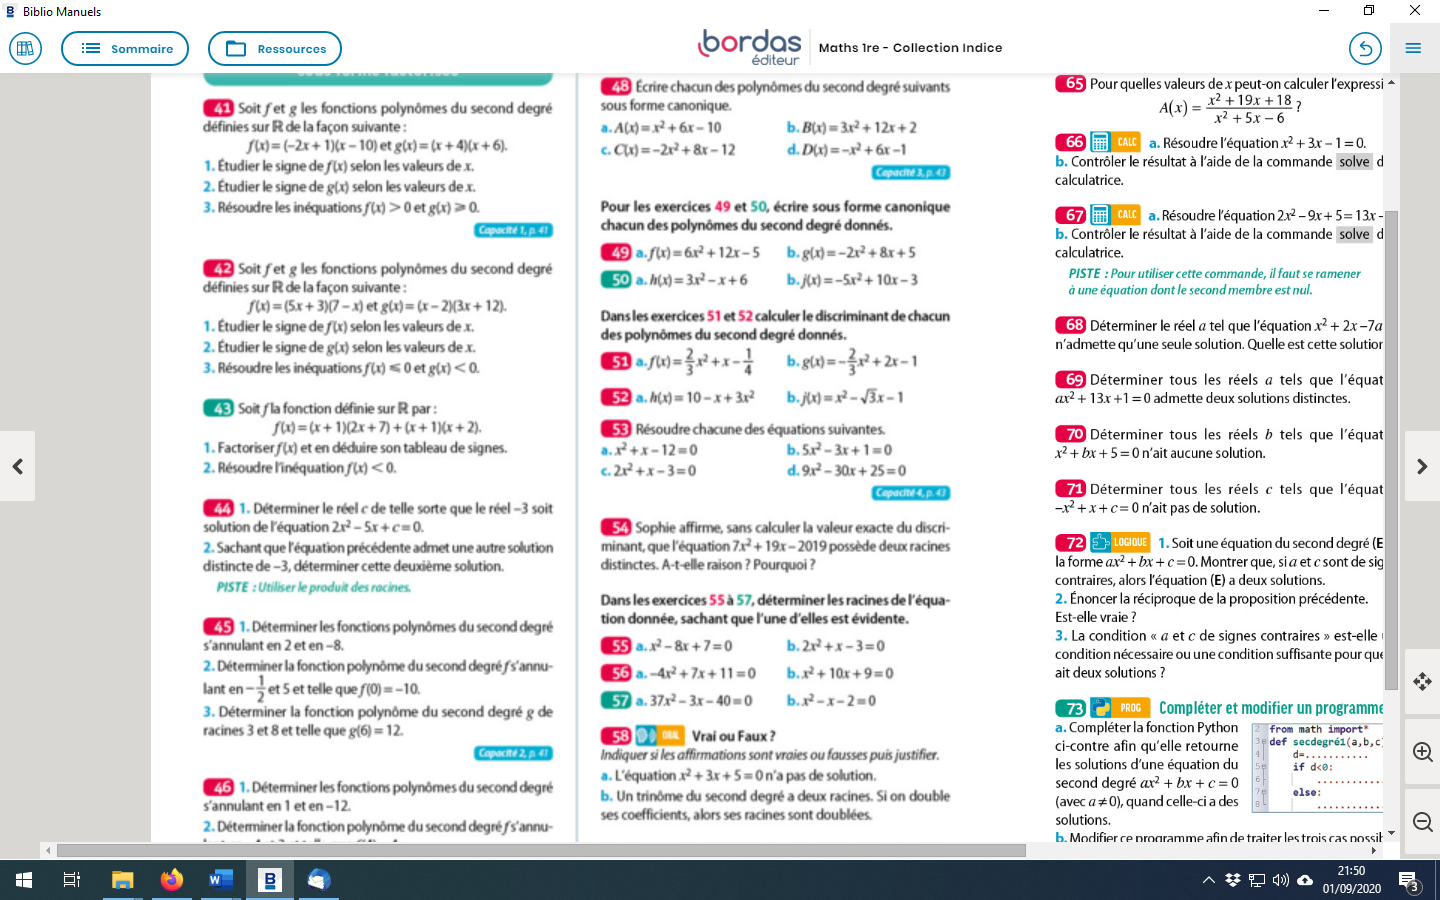 Biblio Manuels
Sommaire
Ressources
bordas
éditeur
Maths 1re - Collection Indice
sous forme factorisée
41 Soit f et g les fonctions polynômes du second degré
définies sur ℝ de la façon suivante :
f(x) = (–2x + 1)(x – 10) et g(x) = (x + 4)(x + 6).
1. Étudier le signe de f(x) selon les valeurs de x.
2. Étudier le signe de g(x) selon les valeurs de x.
3. Résoudre les inéquations f(x) > 0 et g(x) ⩾ 0.
Capacité 1, p. 41
42 Soit f et g les fonctions polynômes du second degré
définies sur ℝ de la façon suivante :
f(x) = (5x + 3)(7 – x) et g(x) = (x – 2)(3x + 12).
1. Étudier le signe de f(x) selon les valeurs de x.
2. Étudier le signe de g(x) selon les valeurs de x.
3. Résoudre les inéquations f(x) ⩽ 0 et g(x) < 0.
43 Soit f la fonction définie sur ℝ par :
f(x) = (x + 1)(2x + 7) + (x + 1)(x + 2).
1. Factoriser f(x) et en déduire son tableau de signes.
2. Résoudre l'inéquation f(x) < 0.
44 1. Déterminer le réel c de telle sorte que le réel –3 soit
solution de l'équation 2x² – 5x + c = 0.
2. Sachant que l'équation précédente admet une autre solution
distincte de –3, déterminer cette deuxième solution.
PISTE : Utiliser le produit des racines.
45 1. Déterminer les fonctions polynômes du second degré
s'annulant en 2 et en –8.
2. Déterminer la fonction polynôme du second degré f s'annu-
lant en –1/2 et 5 et telle que f(0) = –10.
3. Déterminer la fonction polynôme du second degré g de
racines 3 et 8 et telle que g(6) = 12.
Capacité 2, p. 41
46 1. Déterminer les fonctions polynômes du second degré
s'annulant en 1 et en –12.
2. Déterminer la fonction polynôme du second degré f s'annu-
48 Écrire chacun des polynômes du second degré suivants
sous forme canonique.
a. A(x) = x² + 6x – 10 b. B(x) = 3x² + 12x + 2
c. C(x) = –2x² + 8x – 12 d. D(x) = –x² + 6x –1
Capacité 3, p. 43
Pour les exercices 49 et 50, écrire sous forme canonique
chacun des polynômes du second degré donnés.
49 a. f(x) = 6x² + 12x – 5 b. g(x) = –2x² + 8x + 5
50 a. h(x) = 3x² – x + 6 b. j(x) = –5x² + 10x – 3
Dans les exercices 51 et 52 calculer le discriminant de chacun
des polynômes du second degré donnés.
51 a. f(x) = 2/3x² + x – 1/4 b. g(x) = –2/3x² + 2x – 1
52 a. h(x) = 10 – x + 3x² b. j(x) = x² – √3x – 1
53 Résoudre chacune des équations suivantes.
a. x² + x – 12 = 0 b. 5x² – 3x + 1 = 0
c. 2x² + x – 3 = 0 d. 9x² – 30x + 25 = 0
Capacité 4, p. 43
54 Sophie affirme, sans calculer la valeur exacte du discri-
minant, que l'équation 7x² + 19x – 2019 possède deux racines
distinctes. A-t-elle raison ? Pourquoi ?
Dans les exercices 55 à 57, déterminer les racines de l'équa-
tion donnée, sachant que l'une d'elles est évidente.
55 a. x² – 8x + 7 = 0 b. 2x² + x – 3 = 0
56 a. –4x² + 7x + 11 = 0 b. x² + 10x + 9 = 0
57 a. 37x² – 3x – 40 = 0 b. x² – x – 2 = 0
58 ORAL Vrai ou Faux ?
Indiquer si les affirmations sont vraies ou fausses puis justifier.
a. L'équation x² + 3x + 5 = 0 n'a pas de solution.
b. Un trinôme du second degré a deux racines. Si on double
ses coefficients, alors ses racines sont doublées.
65 Pour quelles valeurs de x peut-on calculer l'expressi
A(x) = (x² + 19x + 18)/(x² + 5x – 6) ?
66 CALC a. Résoudre l'équation x² + 3x – 1 = 0.
b. Contrôler le résultat à l'aide de la commande solve d
calculatrice.
67 CALC a. Résoudre l'équation 2x² – 9x + 5 = 13x –
b. Contrôler le résultat à l'aide de la commande solve d
calculatrice.
PISTE : Pour utiliser cette commande, il faut se ramener
à une équation dont le second membre est nul.
68 Déterminer le réel a tel que l'équation x² + 2x –7a
n'admette qu'une seule solution. Quelle est cette solution
69 Déterminer tous les réels a tels que l'équat
ax² + 13x +1 = 0 admette deux solutions distinctes.
70 Déterminer tous les réels b tels que l'équat
x² + bx + 5 = 0 n'ait aucune solution.
71 Déterminer tous les réels c tels que l'équat
–x² + x + c = 0 n'ait pas de solution.
72 LOGIQUE 1. Soit une équation du second degré (E
la forme ax² + bx + c = 0. Montrer que, si a et c sont de sig
contraires, alors l'équation (E) a deux solutions.
2. Énoncer la réciproque de la proposition précédente.
Est-elle vraie ?
3. La condition « a et c de signes contraires » est-elle
condition nécessaire ou une condition suffisante pour que
ait deux solutions ?
73 PROG Compléter et modifier un programme
a. Compléter la fonction Python
ci-contre afin qu'elle retourne
les solutions d'une équation du
second degré ax² + bx + c = 0
(avec a ≠ 0), quand celle-ci a des
solutions.
2 from math import*
3 def secdegré1(a,b,c
4 d=...........
5 if d<0:
6 ............
7 else:
8 ............
b. Modifier ce programme afin de traiter les trois cas possib
21:50
01/09/2020
3